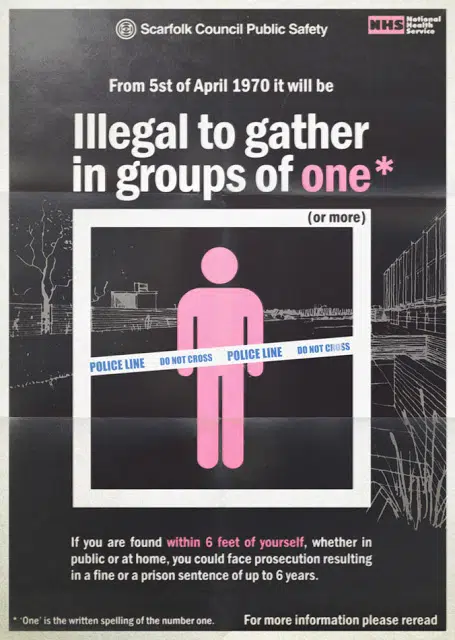 Scarfolk Council Public Safety
NHS National
Health
Service
From 5st of April 1970 it will be
Illegal to gather
in groups of one*
(or more)
POLICE LINE DO NOT CROSS POLICE LINE DO NOT CROSS
If you are found within 6 feet of yourself, whether in
public or at home, you could face prosecution resulting
in a fine or a prison sentence of up to 6 years.
* 'One' is the written spelling of the number one.
For more information please reread